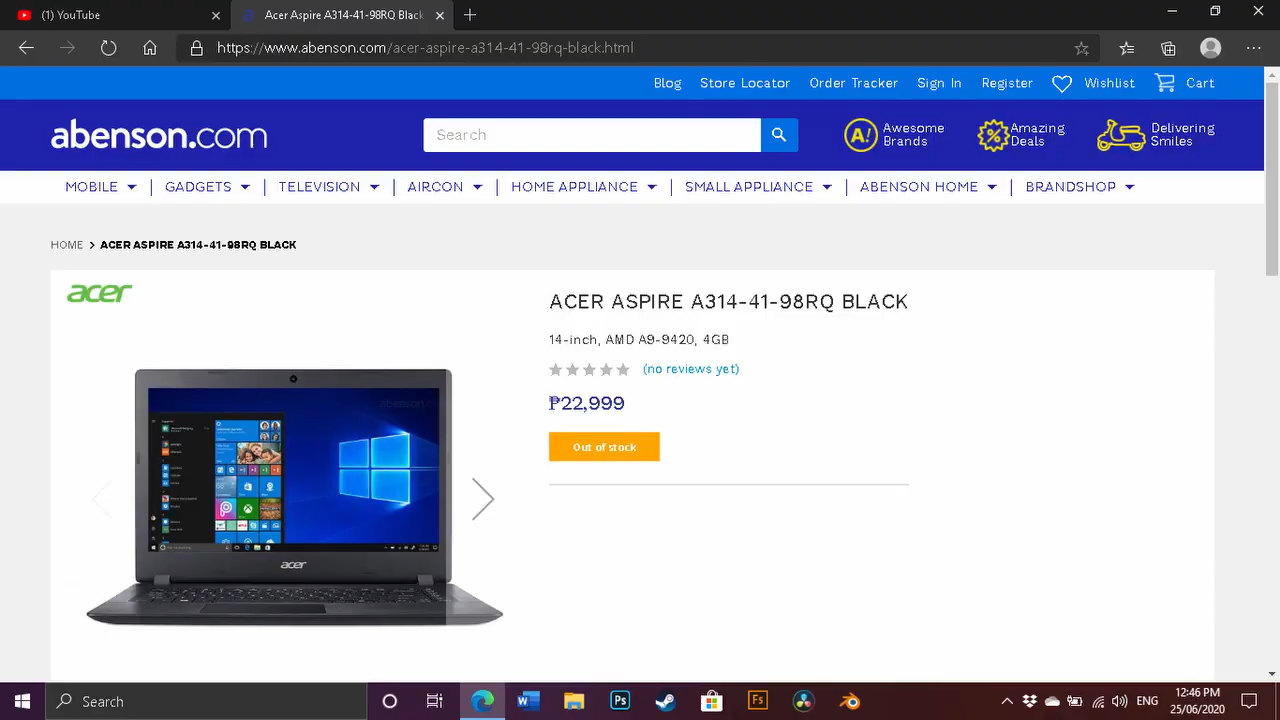 (1) YouTube
Acer Aspire A314-41-98RQ Black
https://www.abenson.com/acer-aspire-a314-41-98rq-black.html
Blog Store Locator Order Tracker Sign In Register Wishlist Cart
abenson.com
Search
A! Awesome Brands
% Amazing Deals
Delivering Smiles
MOBILE GADGETS TELEVISION AIRCON HOME APPLIANCE SMALL APPLIANCE ABENSON HOME BRANDSHOP
HOME > ACER ASPIRE A314-41-98RQ BLACK
acer
ACER ASPIRE A314-41-98RQ BLACK
14-inch, AMD A9-9420, 4GB
(no reviews yet)
₱22,999
Out of stock
acer
Search
W
Ps
Fs
ENG
12:46 PM
25/06/2020